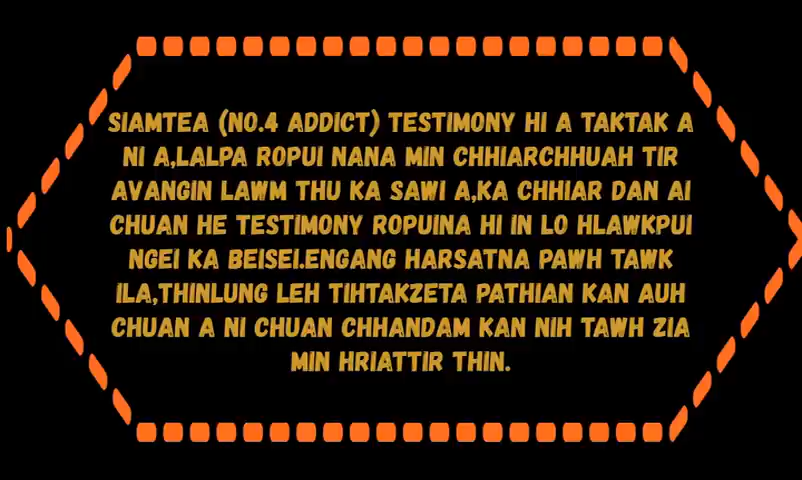 SIAMTEA (NO.4 ADDICT) TESTIMONY HI A TAKTAK A
NI A,LALPA ROPUI NANA MIN CHHIARCHHUAH TIR
AVANGIN LAWM THU KA SAWI A,KA CHHIAR DAN AI
CHUAN HE TESTIMONY ROPUINA HI IN LO HLAWKPUI
NGEI KA BEISEI.ENGANG HARSATNA PAWH TAWK
ILA,THINLUNG LEH TIHTAKZETA PATHIAN KAN AUH
CHUAN A NI CHUAN CHHANDAM KAN NIH TAWH ZIA
MIN HRIATTIR THIN.